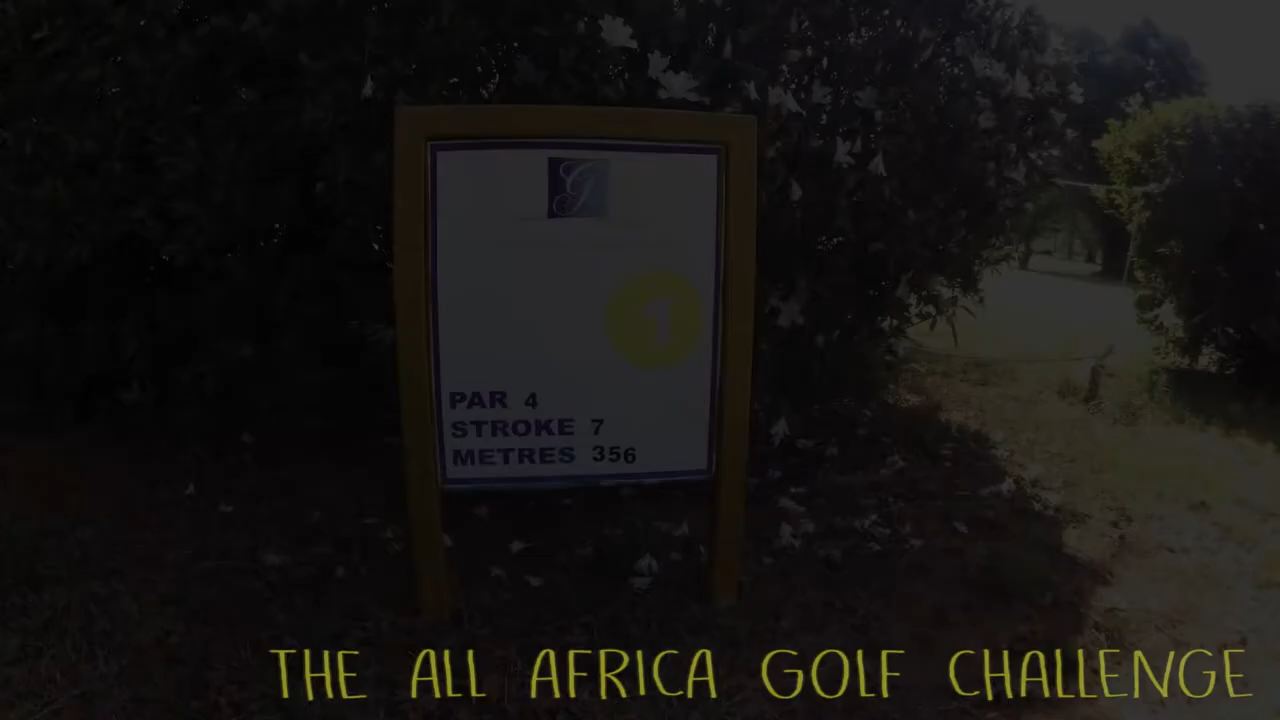 G
1
PAR 4
STROKE 7
METRES 356
THE ALL AFRICA GOLF CHALLENGE